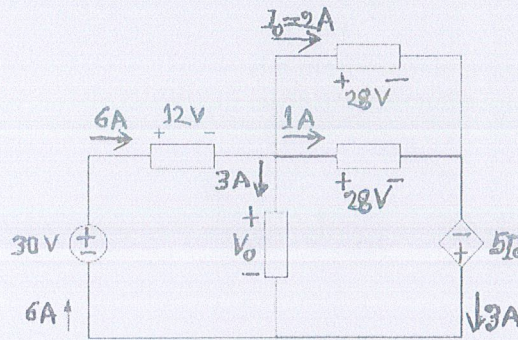 I₀=2A
+ 28V −
6A
+ 12V −
1A
+ 28V −
3A
30V
+ −
+ V₀ −
− +
5I₀
6A
3A